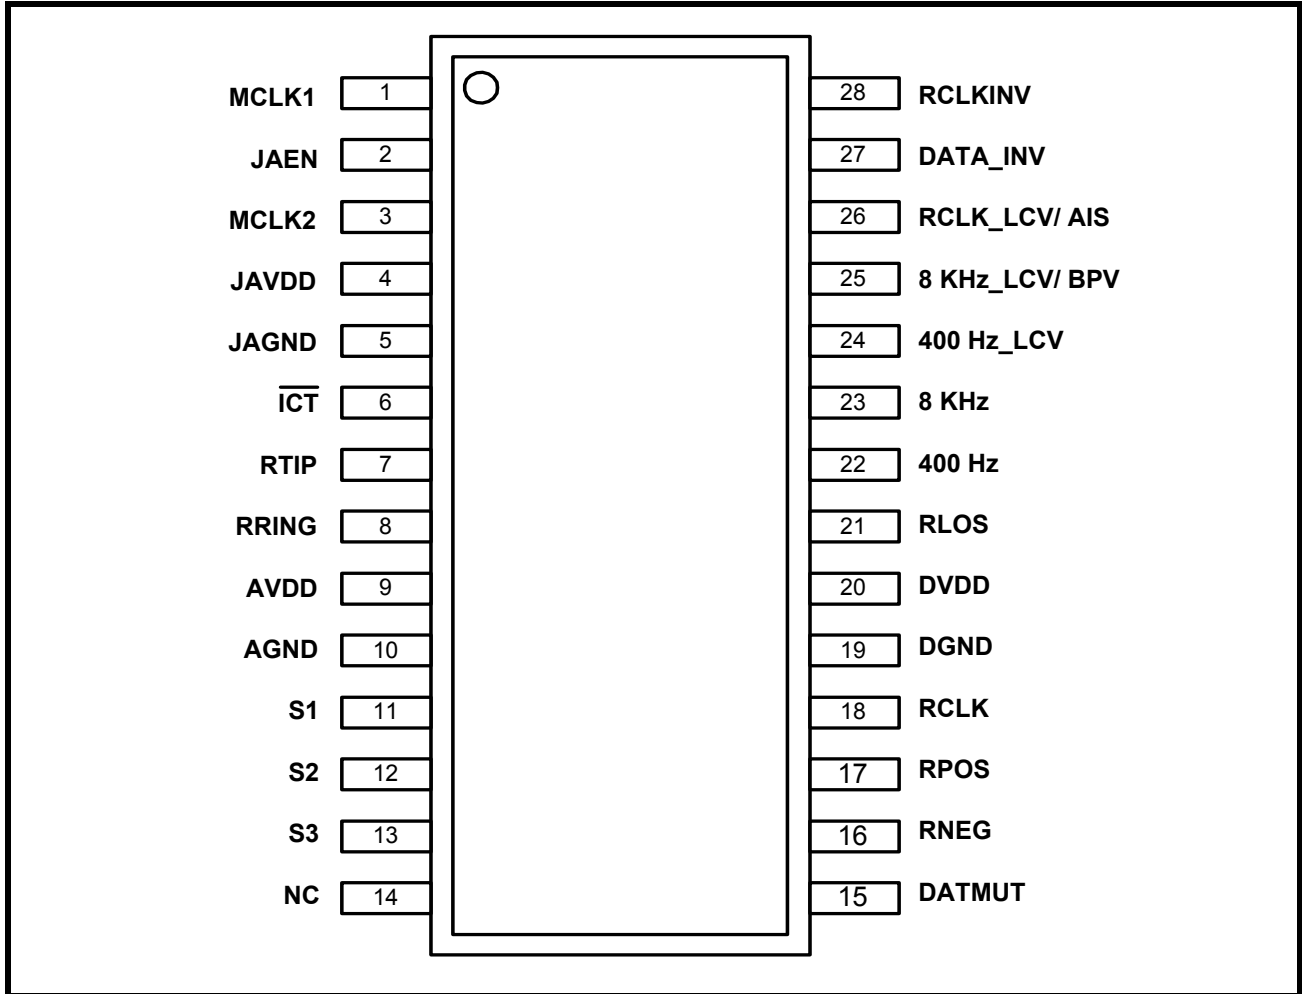 MCLK1 1 28 RCLKINV
JAEN 2 27 DATA_INV
MCLK2 3 26 RCLK_LCV/ AIS
JAVDD 4 25 8 KHz_LCV/ BPV
JAGND 5 24 400 Hz_LCV
I̅C̅T̅ 6 23 8 KHz
RTIP 7 22 400 Hz
RRING 8 21 RLOS
AVDD 9 20 DVDD
AGND 10 19 DGND
S1 11 18 RCLK
S2 12 17 RPOS
S3 13 16 RNEG
NC 14 15 DATMUT